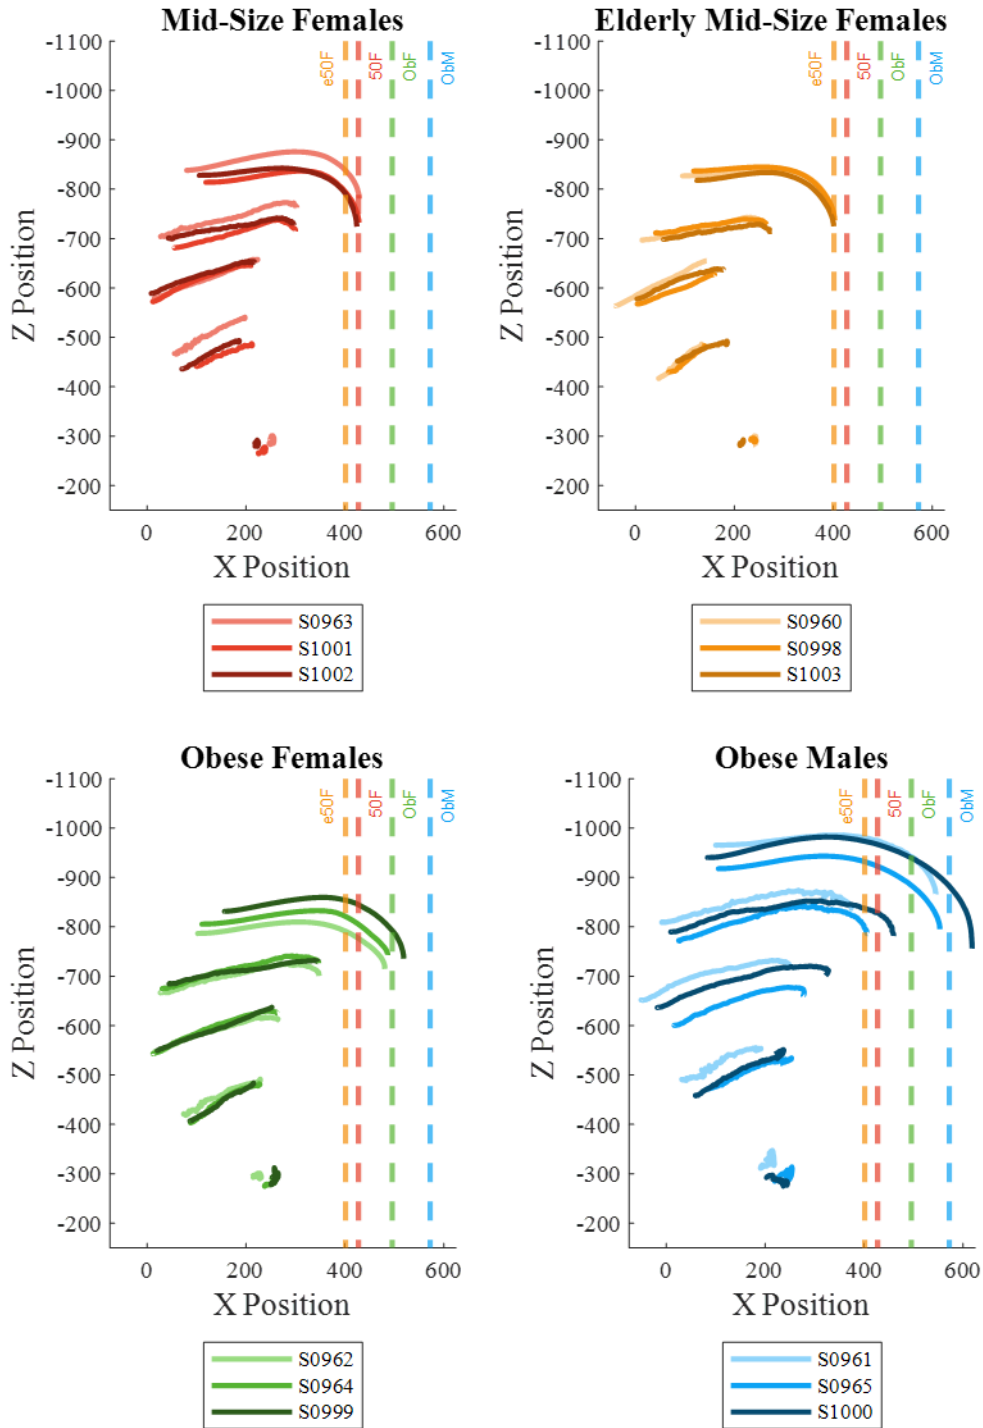 Mid-Size Females
-1100
-1000
-900
-800
-700
-600
-500
-400
-300
-200
Z Position
e50F
50F
ObF
ObM
0
200
400
600
X Position
S0963
S1001
S1002
Elderly Mid-Size Females
-1100
-1000
-900
-800
-700
-600
-500
-400
-300
-200
Z Position
e50F
50F
ObF
ObM
0
200
400
600
X Position
S0960
S0998
S1003
Obese Females
-1100
-1000
-900
-800
-700
-600
-500
-400
-300
-200
Z Position
e50F
50F
ObF
ObM
0
200
400
600
X Position
S0962
S0964
S0999
Obese Males
-1100
-1000
-900
-800
-700
-600
-500
-400
-300
-200
Z Position
e50F
50F
ObF
ObM
0
200
400
600
X Position
S0961
S0965
S1000